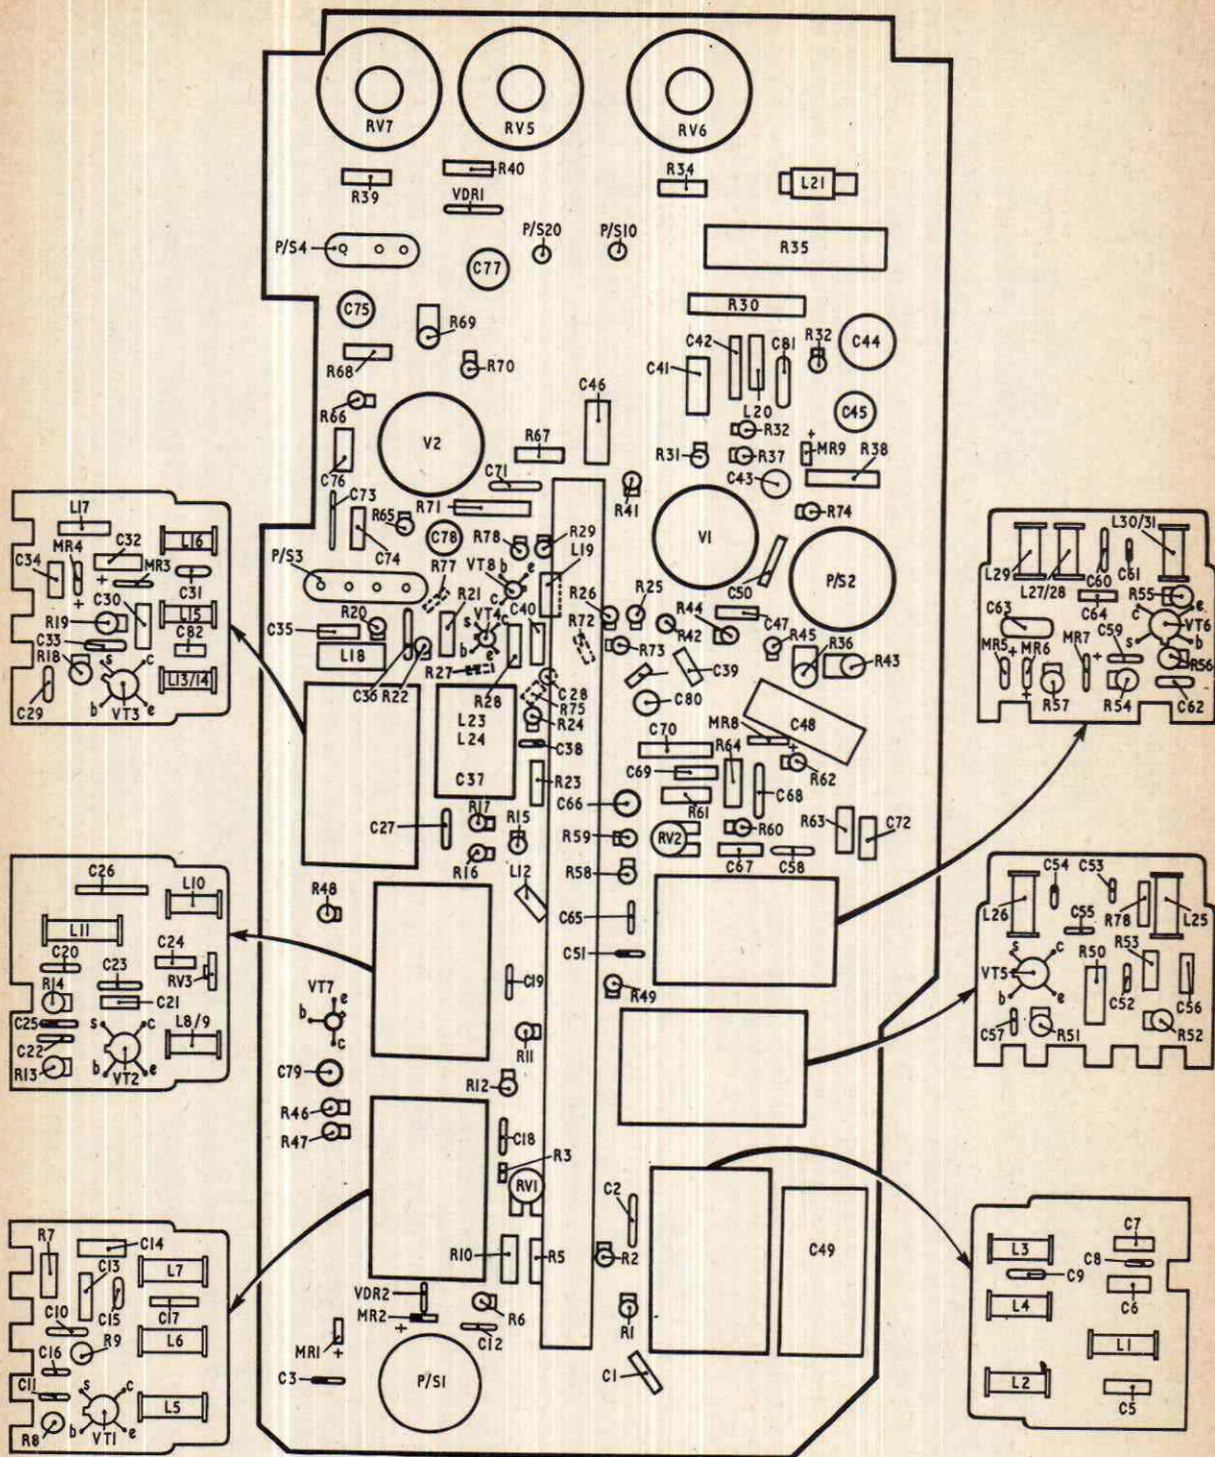 RV7 RV5 RV6
R39 R40 R34 L21
VDR1
P/S4 P/S20 P/S10 R35
C77
C75 R69 R30
R68 R70 C42 C81 R32 C44
C41
C46 L20 C45
R66 R32 MR9
+
V2 R67 R31 R37 R38
C76 C71 R41 C43
C73 R71 R74
R65 C74 C78 R78 R29 V1
P/S3 R77 VT8 L19 C50 P/S2
b e c
R20 R21 VT4 C40 R26 R25 R44 C47
b e c
C35 R72 R42 R45 R36
L18 R73 R43
C36 R22 R27 R28 C28 C39
R75 C80
L23 R24
L24 C48
C38 C70 MR8
+
C37 R23 C69 R64 R62
R17 R15 C66 R61 C68
C27 R59 RV2 R60 R63 C72
R16 R58 C67 C58
L12
R48 C65
C51
C19 R49
VT7
b e c
R11
C79 R12
R46
R47 C18
R3
RV1 C2
R10 R5 R2 C49
VDR2
MR2 R6 R1
+
MR1 C12
+
C3 P/S1 C1
L17
MR4 C32 L16
C34 + MR3
+
C30 C31
R19 L15
C33 C82
R18 s c
L13/14
C29 b VT3 e
C26 L10
L11
C20 C24
C23 RV3
R14 C21
C25 s c L8/9
C22
R13 b VT2 e
R7 C14
C13 L7
C10 C15 C17
R9 L6
C16
C11 s c
L5
R8 b VT1 e
L30/31
L29 L27/28 C60 C61
R55
C63 C64 e
c VT6
MR5 + MR6 MR7 + C59 s b
+ R56
R57 R54 C62
C54 C53
L26 R78 L25
C55
s c R50 R53
VT5
b e C52 C56
C57 R51 R52
C7
L3 C8
C9
L4 C6
L1
L2
C5